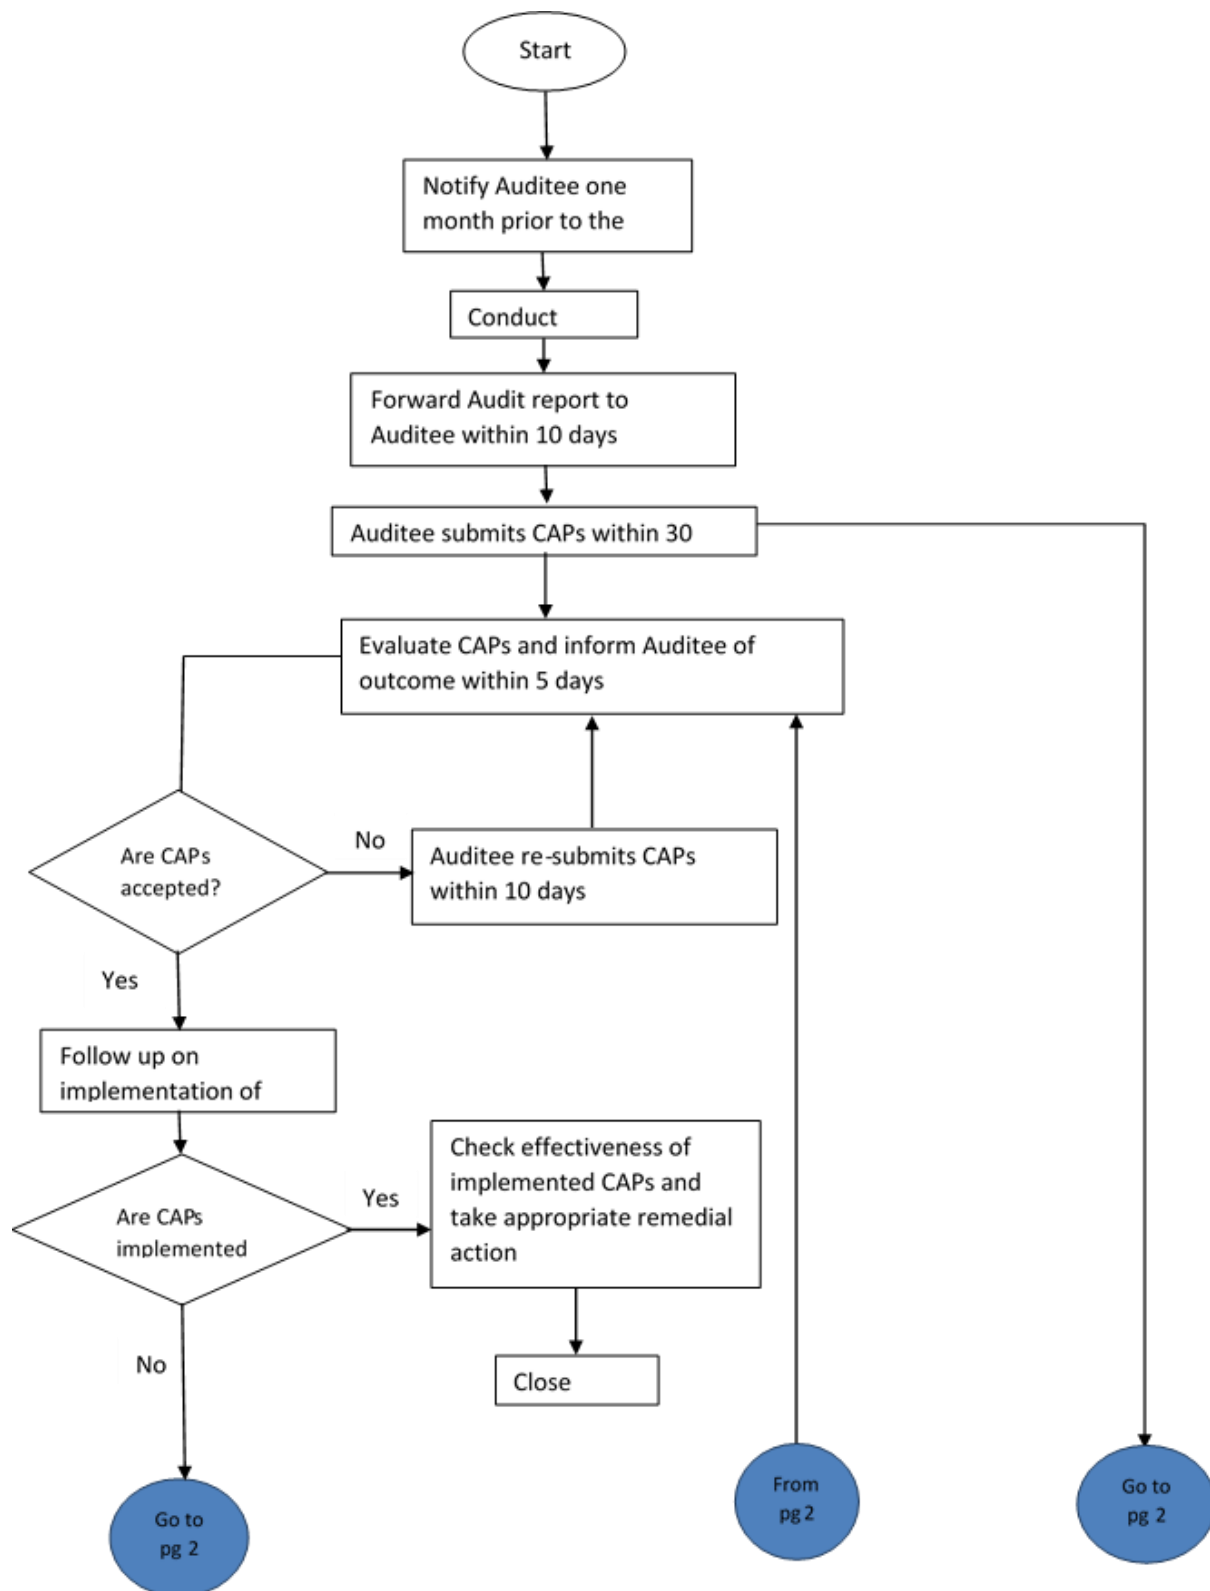 Start
Notify Auditee one
month prior to the
Conduct
Forward Audit report to
Auditee within 10 days
Auditee submits CAPs within 30
Evaluate CAPs and inform Auditee of
outcome within 5 days
Are CAPs
accepted?
No
Auditee re-submits CAPs
within 10 days
Yes
Follow up on
implementation of
Are CAPs
implemented
Yes
Check effectiveness of
implemented CAPs and
take appropriate remedial
action
No
Close
Go to
pg 2
From
pg 2
Go to
pg 2